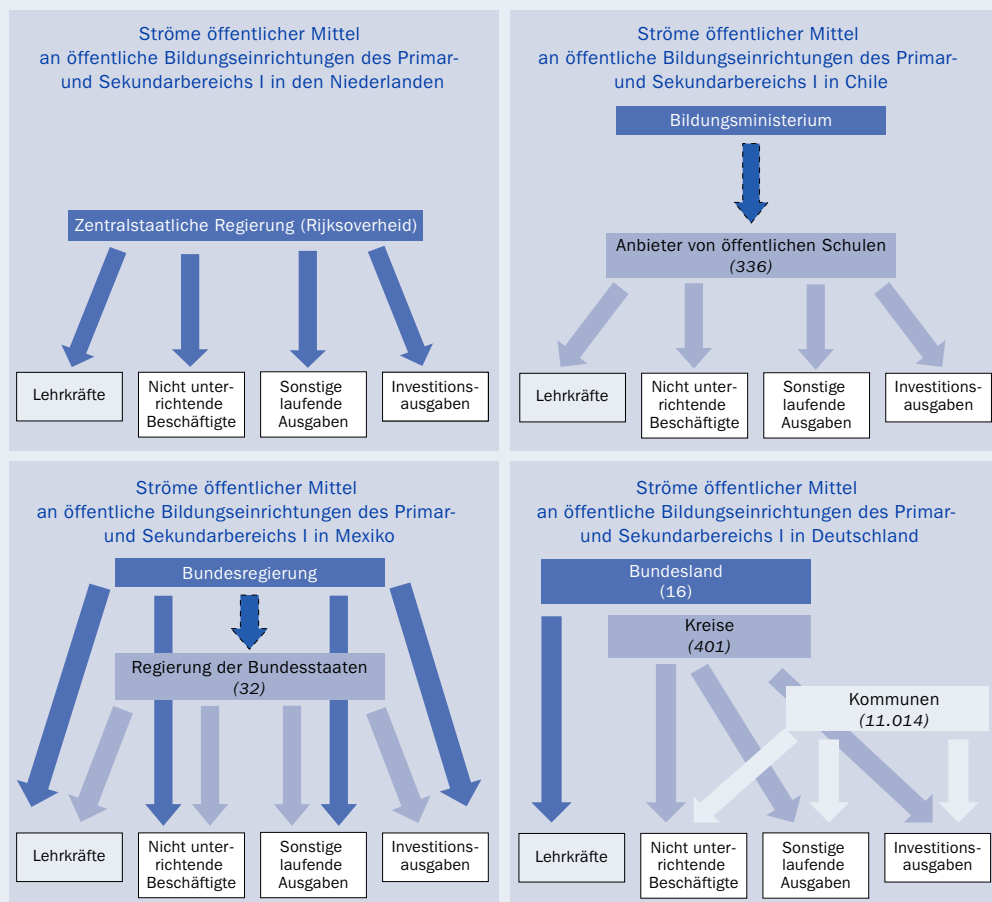 Ströme öffentlicher Mittel
an öffentliche Bildungseinrichtungen des Primar-
und Sekundarbereichs I in den Niederlanden
Zentralstaatliche Regierung (Rijksoverheid)
Lehrkräfte
Nicht unter-
richtende
Beschäftigte
Sonstige
laufende
Ausgaben
Investitions-
ausgaben
Ströme öffentlicher Mittel
an öffentliche Bildungseinrichtungen des Primar-
und Sekundarbereichs I in Chile
Bildungsministerium
Anbieter von öffentlichen Schulen
(336)
Lehrkräfte
Nicht unter-
richtende
Beschäftigte
Sonstige
laufende
Ausgaben
Investitions-
ausgaben
Ströme öffentlicher Mittel
an öffentliche Bildungseinrichtungen des Primar-
und Sekundarbereichs I in Mexiko
Bundesregierung
Regierung der Bundesstaaten
(32)
Lehrkräfte
Nicht unter-
richtende
Beschäftigte
Sonstige
laufende
Ausgaben
Investitions-
ausgaben
Ströme öffentlicher Mittel
an öffentliche Bildungseinrichtungen des Primar-
und Sekundarbereichs I in Deutschland
Bundesland
(16)
Kreise
(401)
Kommunen
(11.014)
Lehrkräfte
Nicht unter-
richtende
Beschäftigte
Sonstige
laufende
Ausgaben
Investitions-
ausgaben